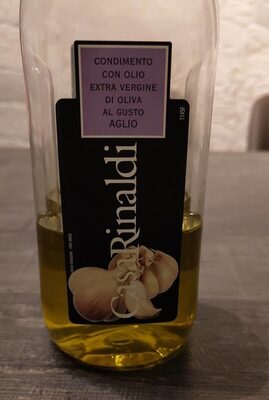 CONDIMENTO
CON OLIO
EXTRA VERGINE
DI OLIVA
AL GUSTO
AGLIO
Casa Rinaldi